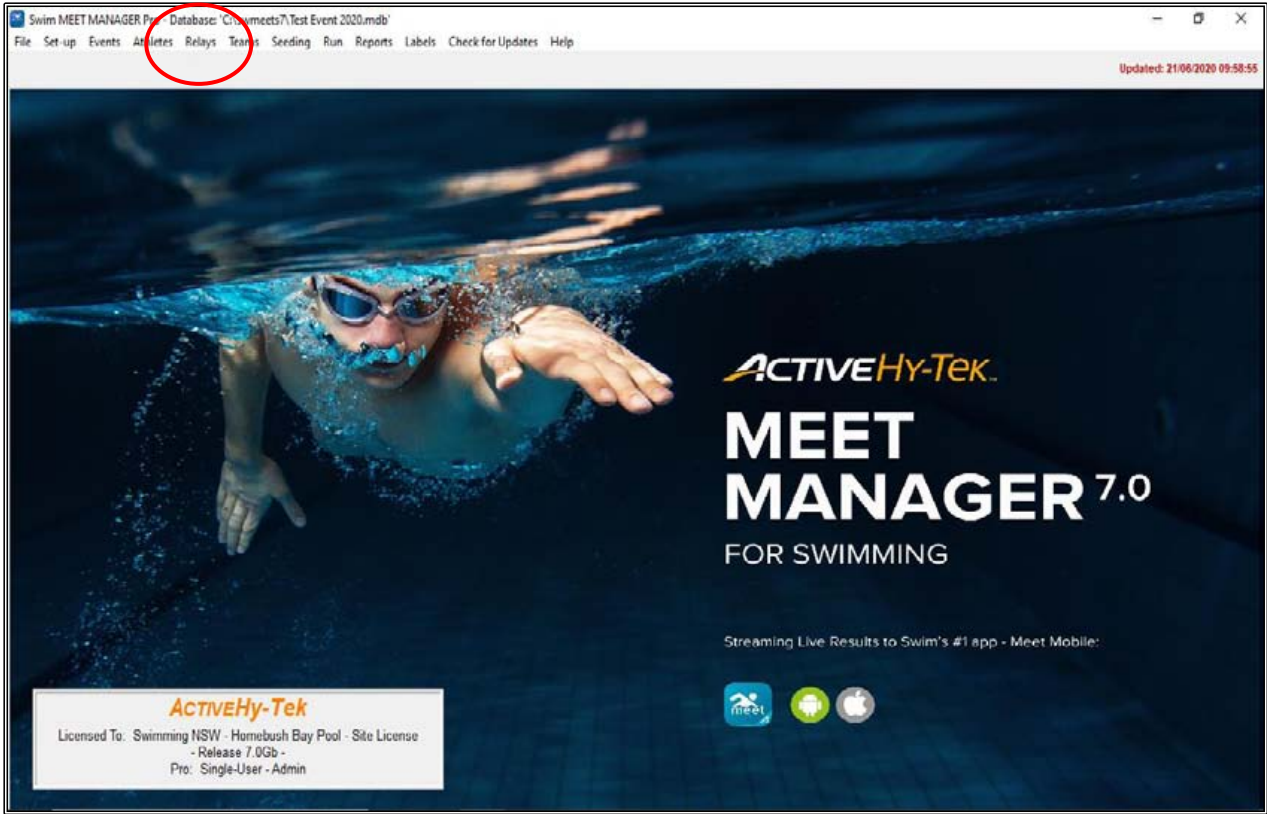 Swim MEET MANAGER Pro - Database: 'C:\swmeets7\Test Event 2020.mdb'
File Set-up Events Athletes Relays Teams Seeding Run Reports Labels Check for Updates Help
Updated: 21/06/2020 09:58:55
ACTIVEHy-Tek
MEET
MANAGER 7.0
FOR SWIMMING
Streaming Live Results to Swim's #1 app - Meet Mobile:
meet
ACTIVEHy-Tek
Licensed To: Swimming NSW - Homebush Bay Pool - Site License
- Release 7.0Gb -
Pro: Single-User - Admin